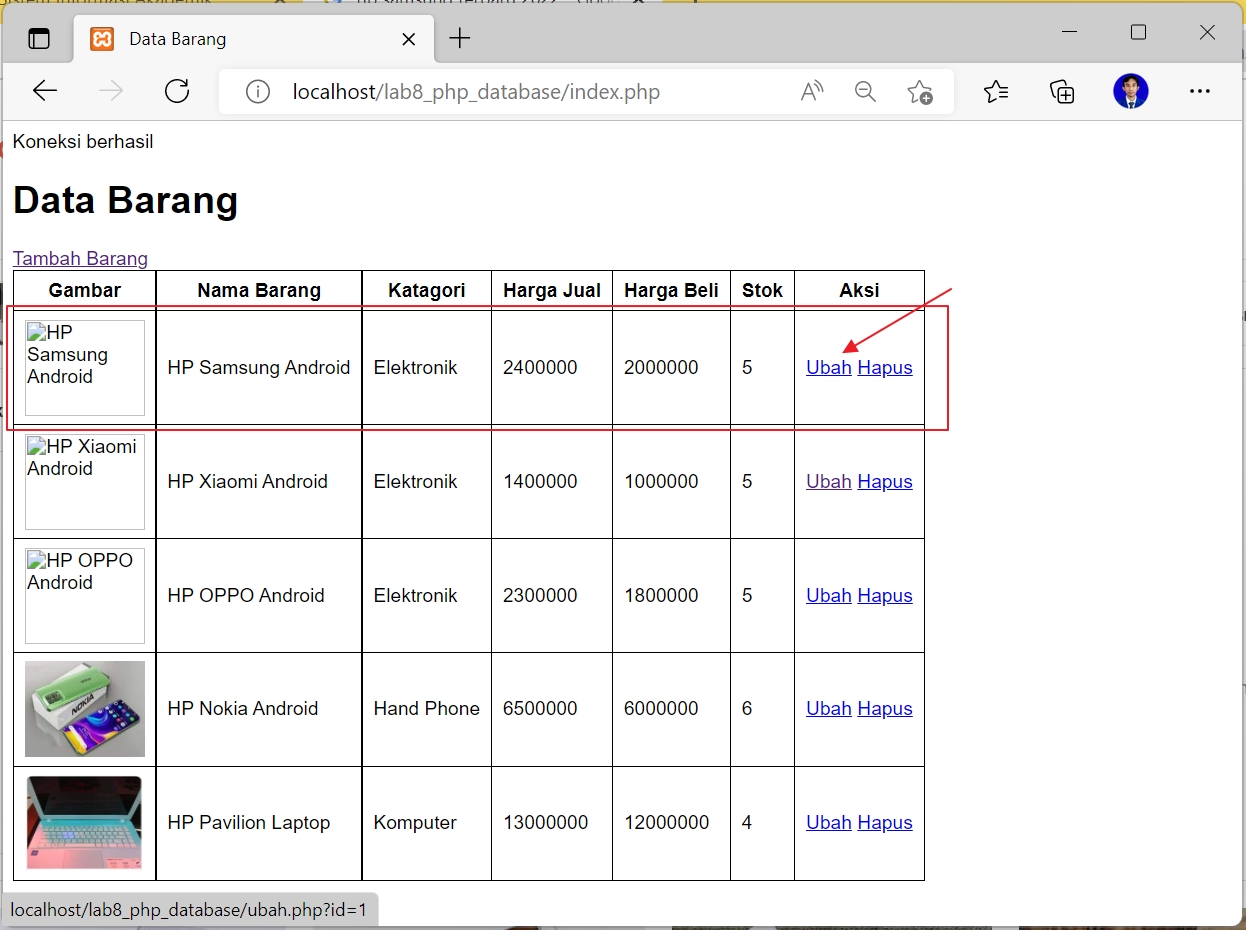 Data Barang
localhost/lab8_php_database/index.php
Koneksi berhasil
Data Barang
Tambah Barang
Gambar Nama Barang Katagori Harga Jual Harga Beli Stok Aksi
HP Samsung Android HP Samsung Android Elektronik 2400000 2000000 5 Ubah Hapus
HP Xiaomi Android HP Xiaomi Android Elektronik 1400000 1000000 5 Ubah Hapus
HP OPPO Android HP OPPO Android Elektronik 2300000 1800000 5 Ubah Hapus
NOKIA HP Nokia Android Hand Phone 6500000 6000000 6 Ubah Hapus
HP Pavilion Laptop Komputer 13000000 12000000 4 Ubah Hapus
localhost/lab8_php_database/ubah.php?id=1